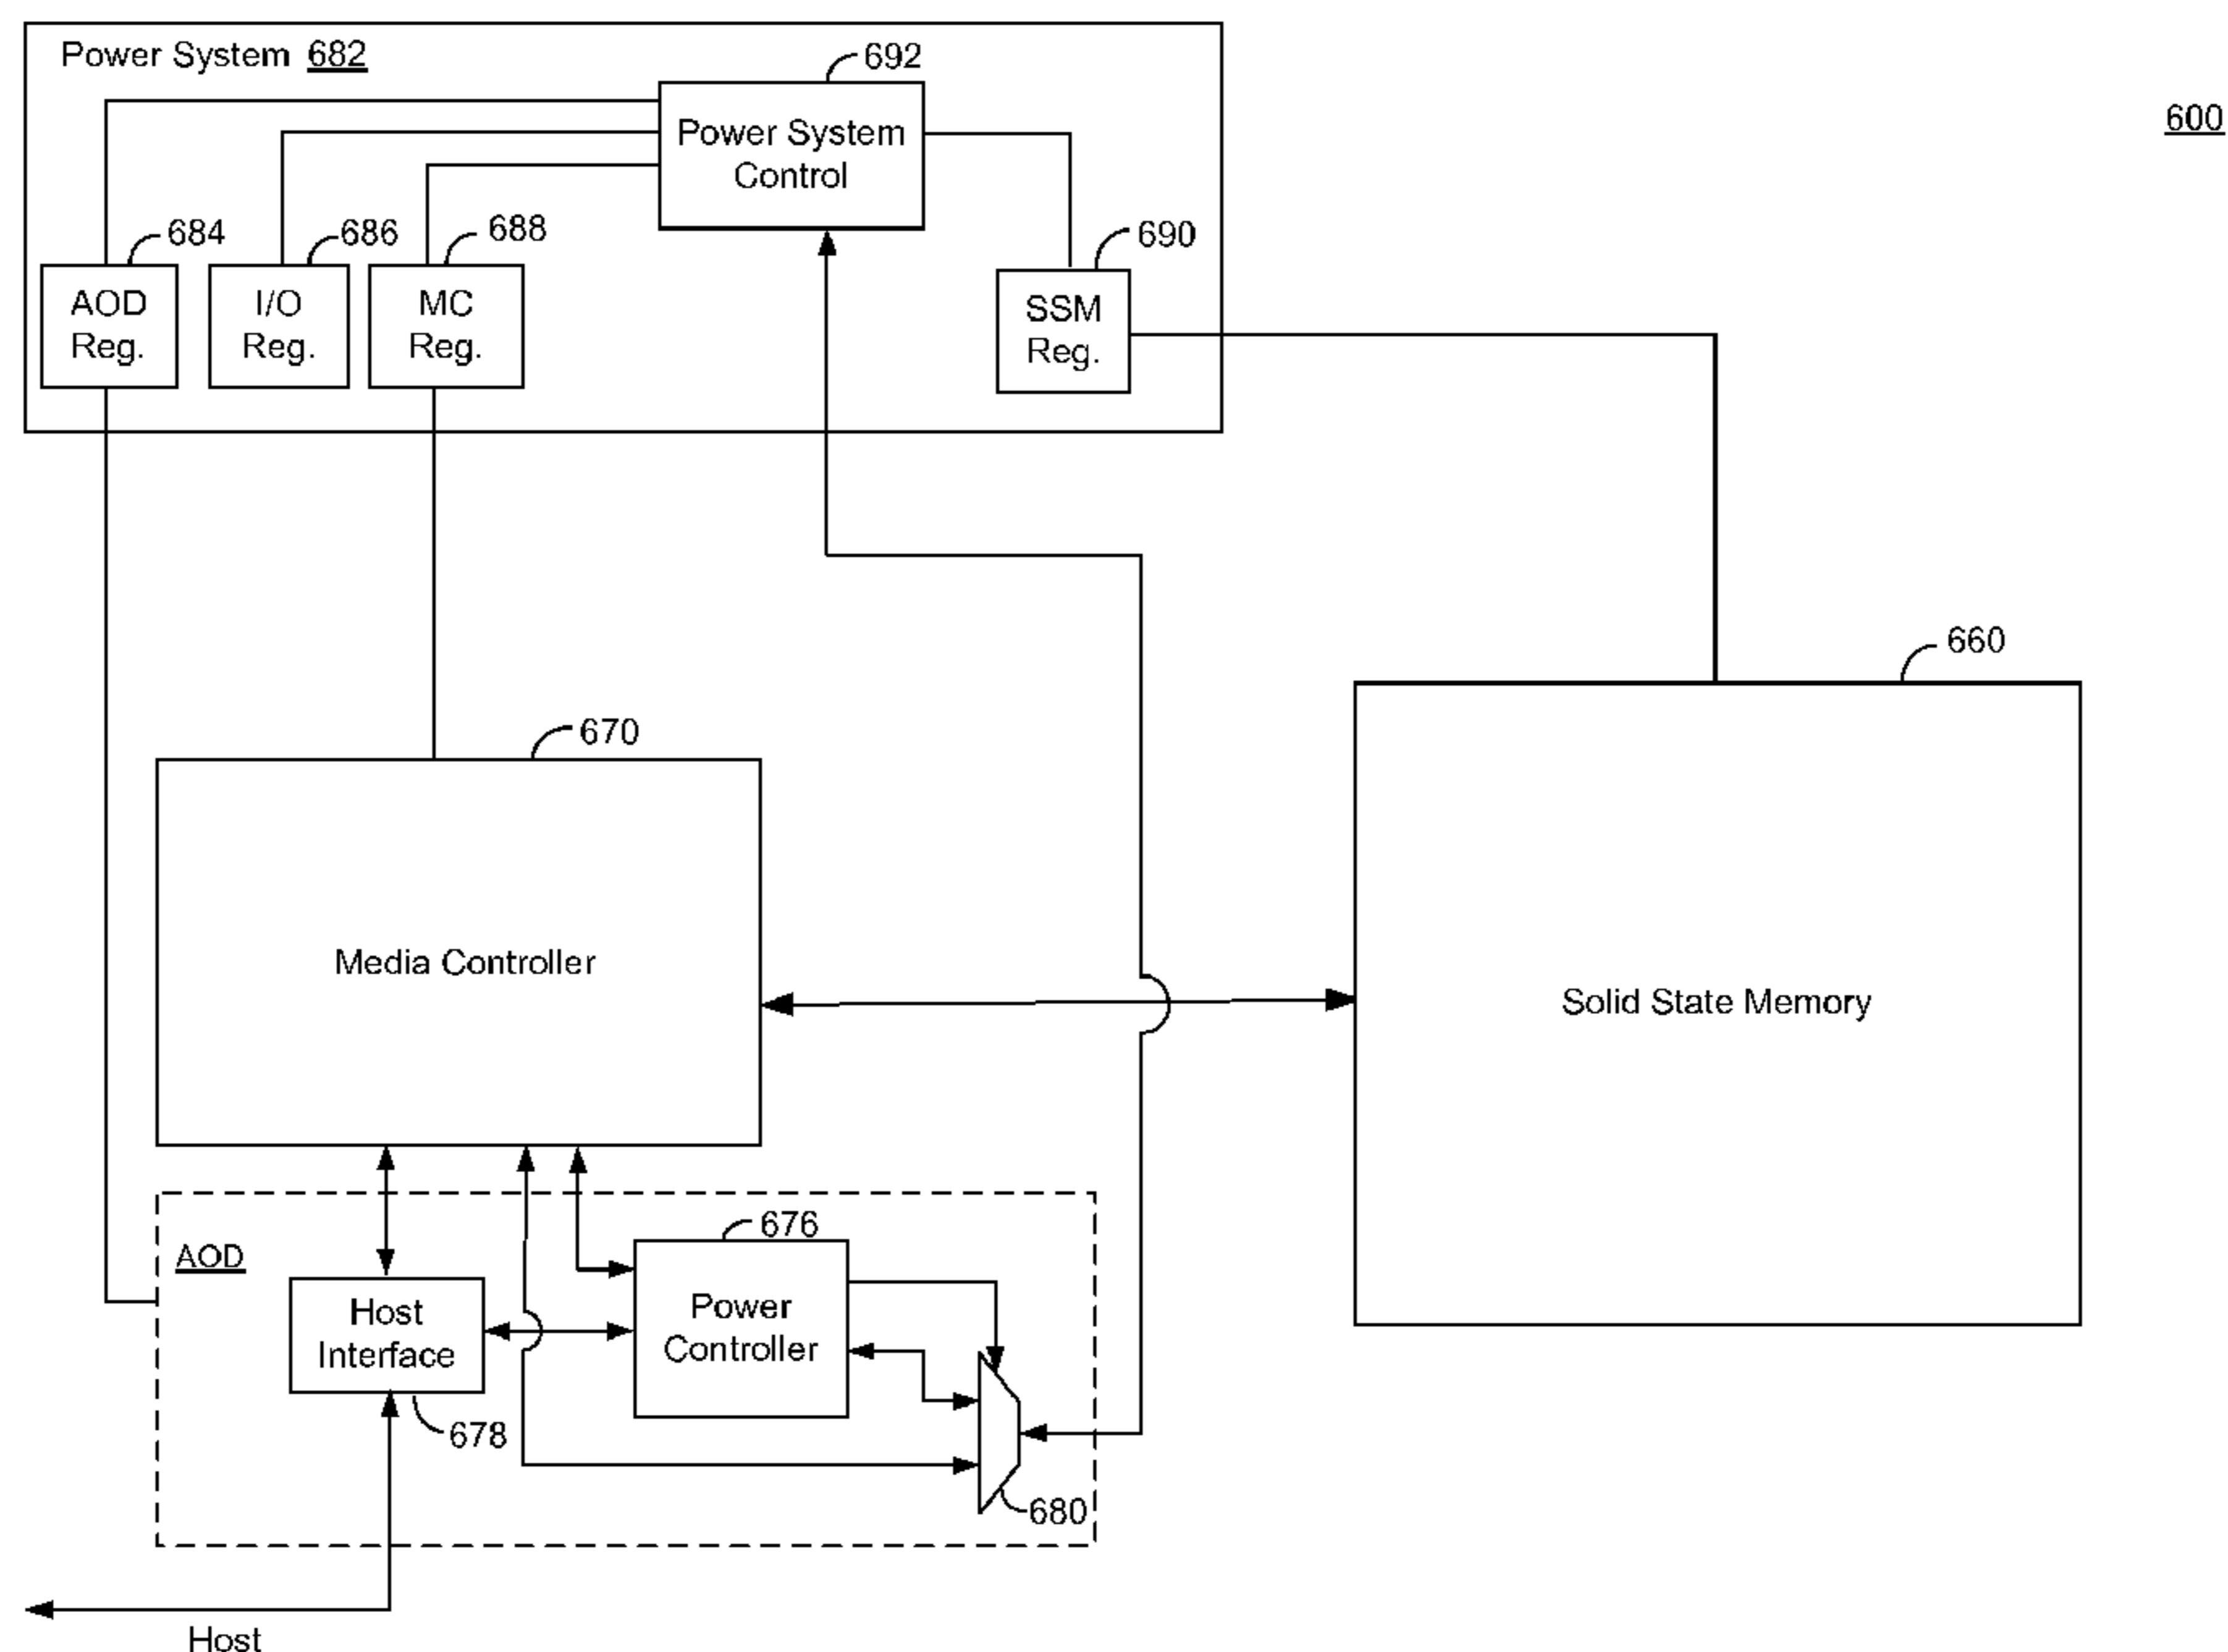 Power System 682
692
600
Power System
Control
684
686
688
690
AOD
Reg.
I/O
Reg.
MC
Reg.
SSM
Reg.
660
670
Media Controller
Solid State Memory
AOD
676
Host
Interface
Power
Controller
678
680
Host